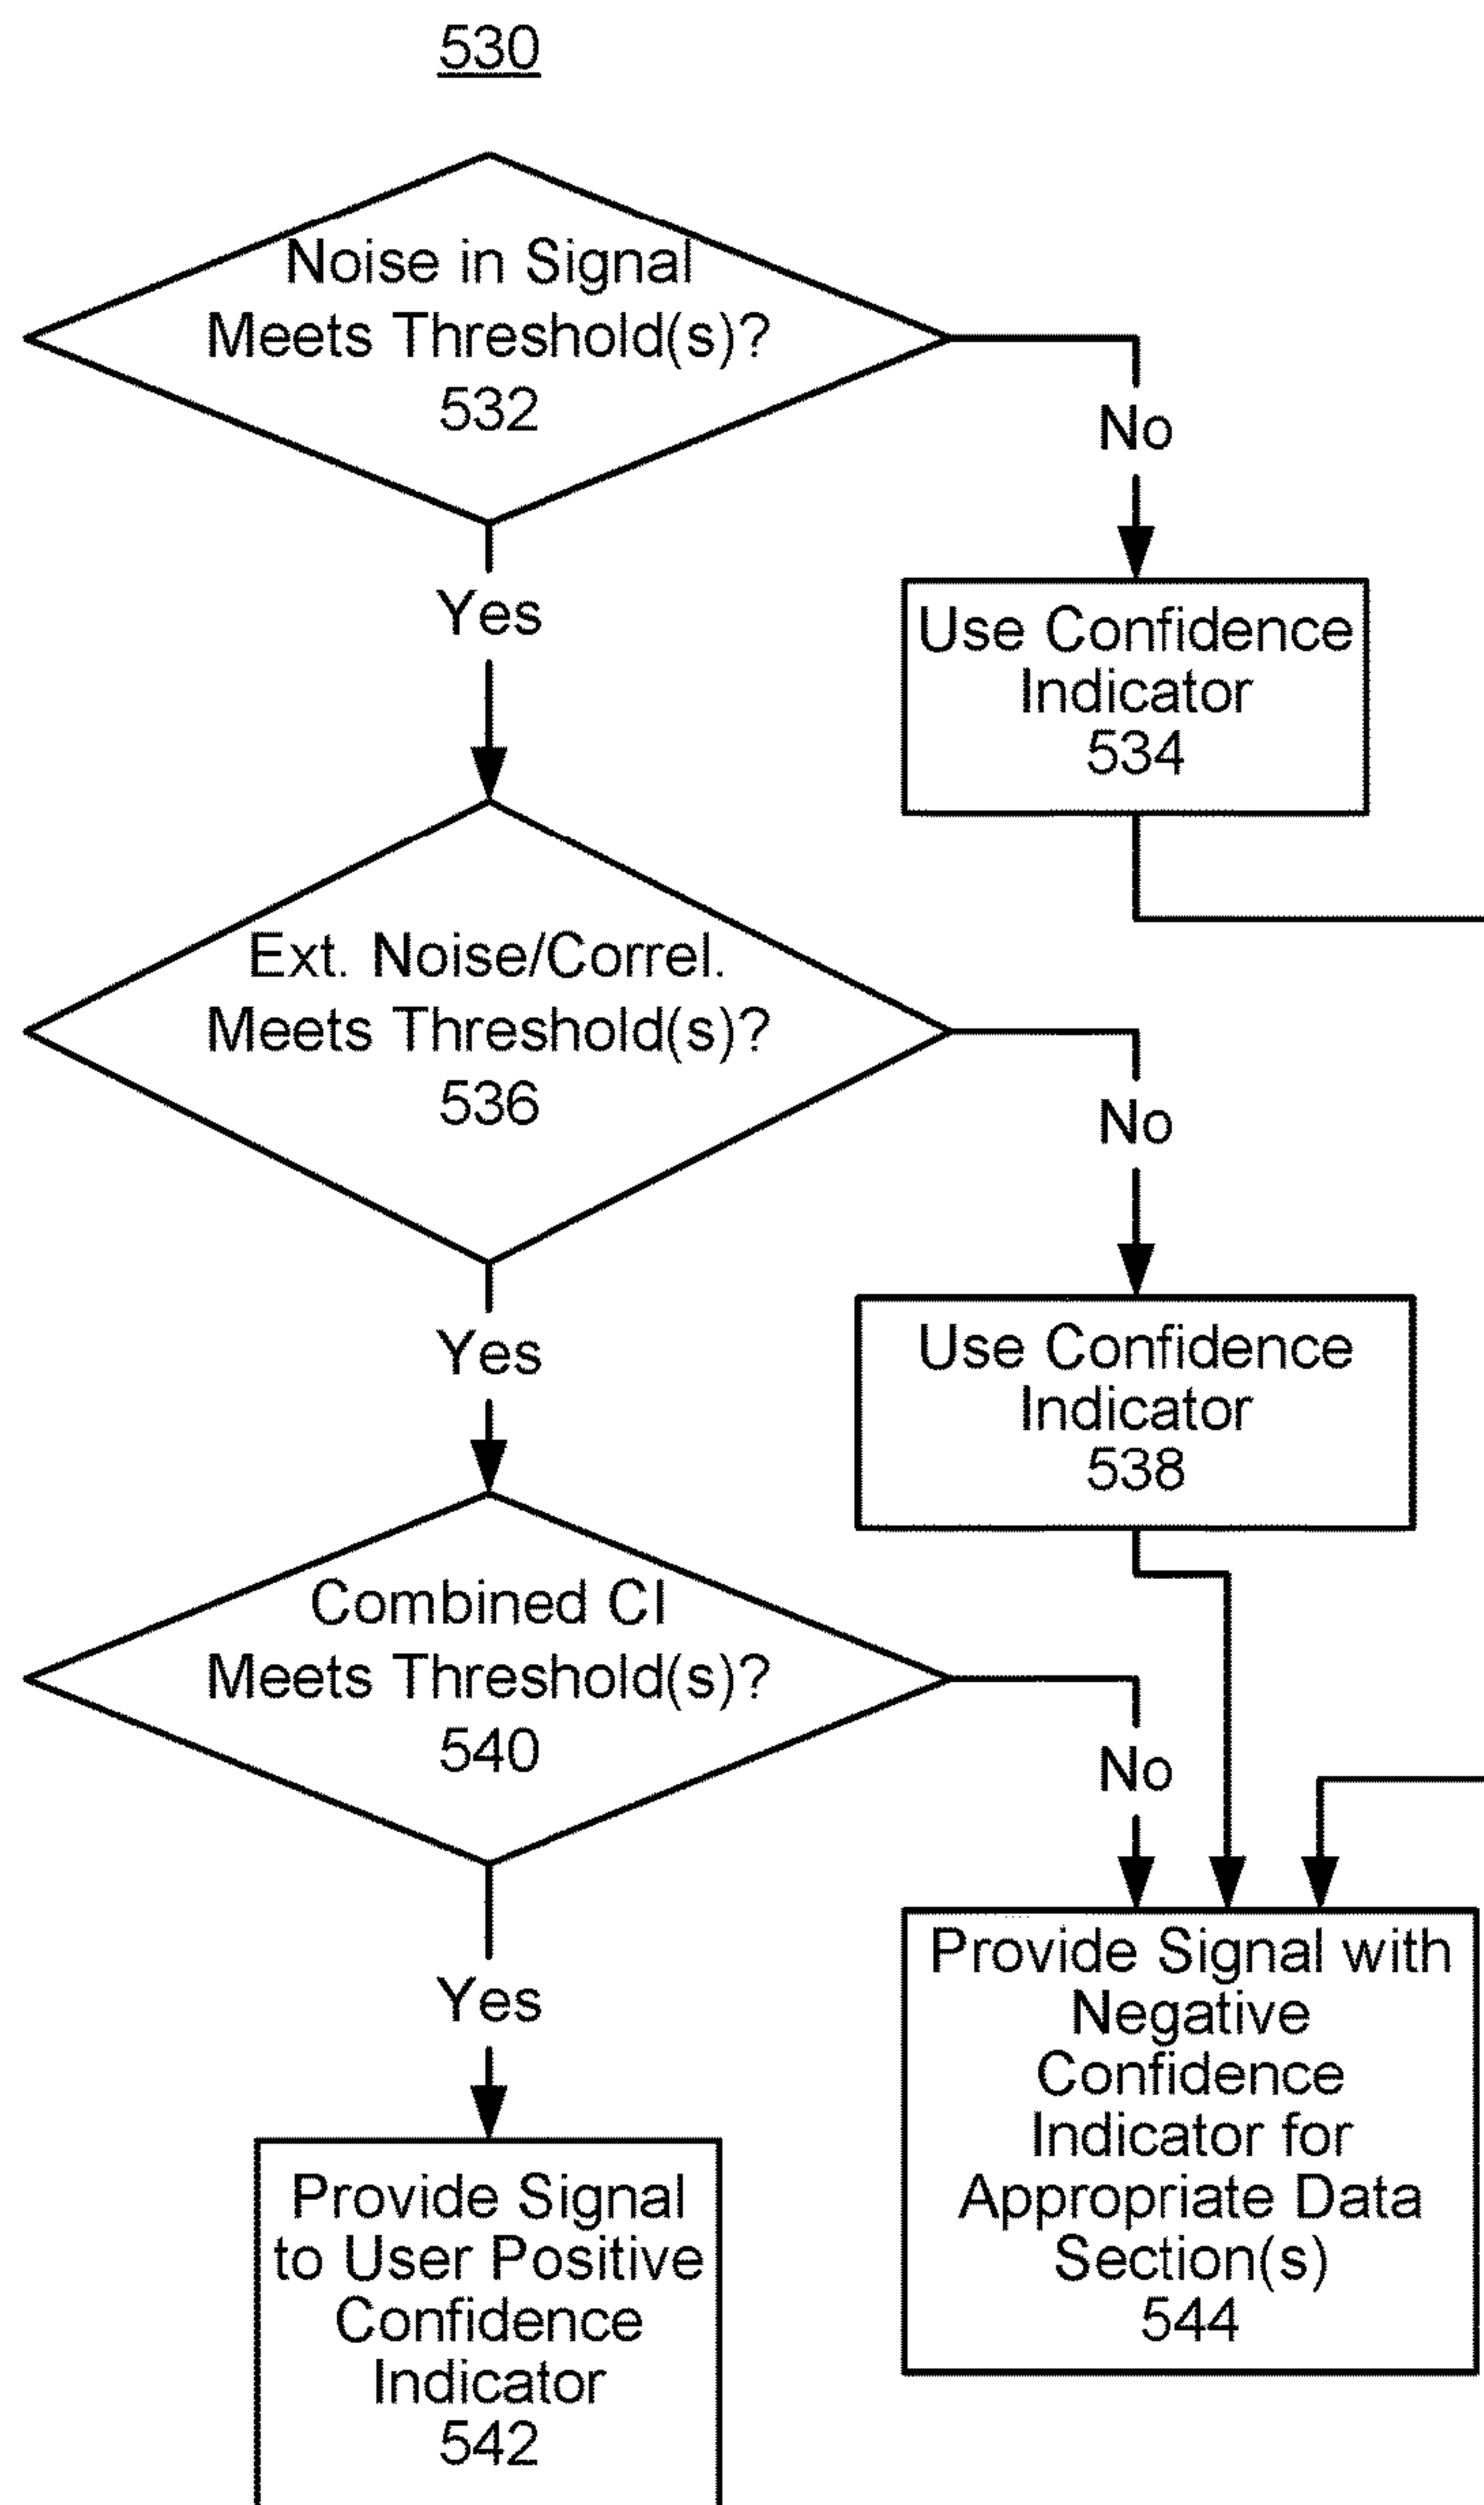 530
Noise in Signal
Meets Threshold(s)?
532
No
Yes
Use Confidence
Indicator
534
Ext. Noise/Correl.
Meets Threshold(s)?
536
No
Yes
Use Confidence
Indicator
538
Combined CI
Meets Threshold(s)?
540
No
Yes
Provide Signal with
Negative
Confidence
Indicator for
Appropriate Data
Section(s)
544
Provide Signal
to User Positive
Confidence
Indicator
542